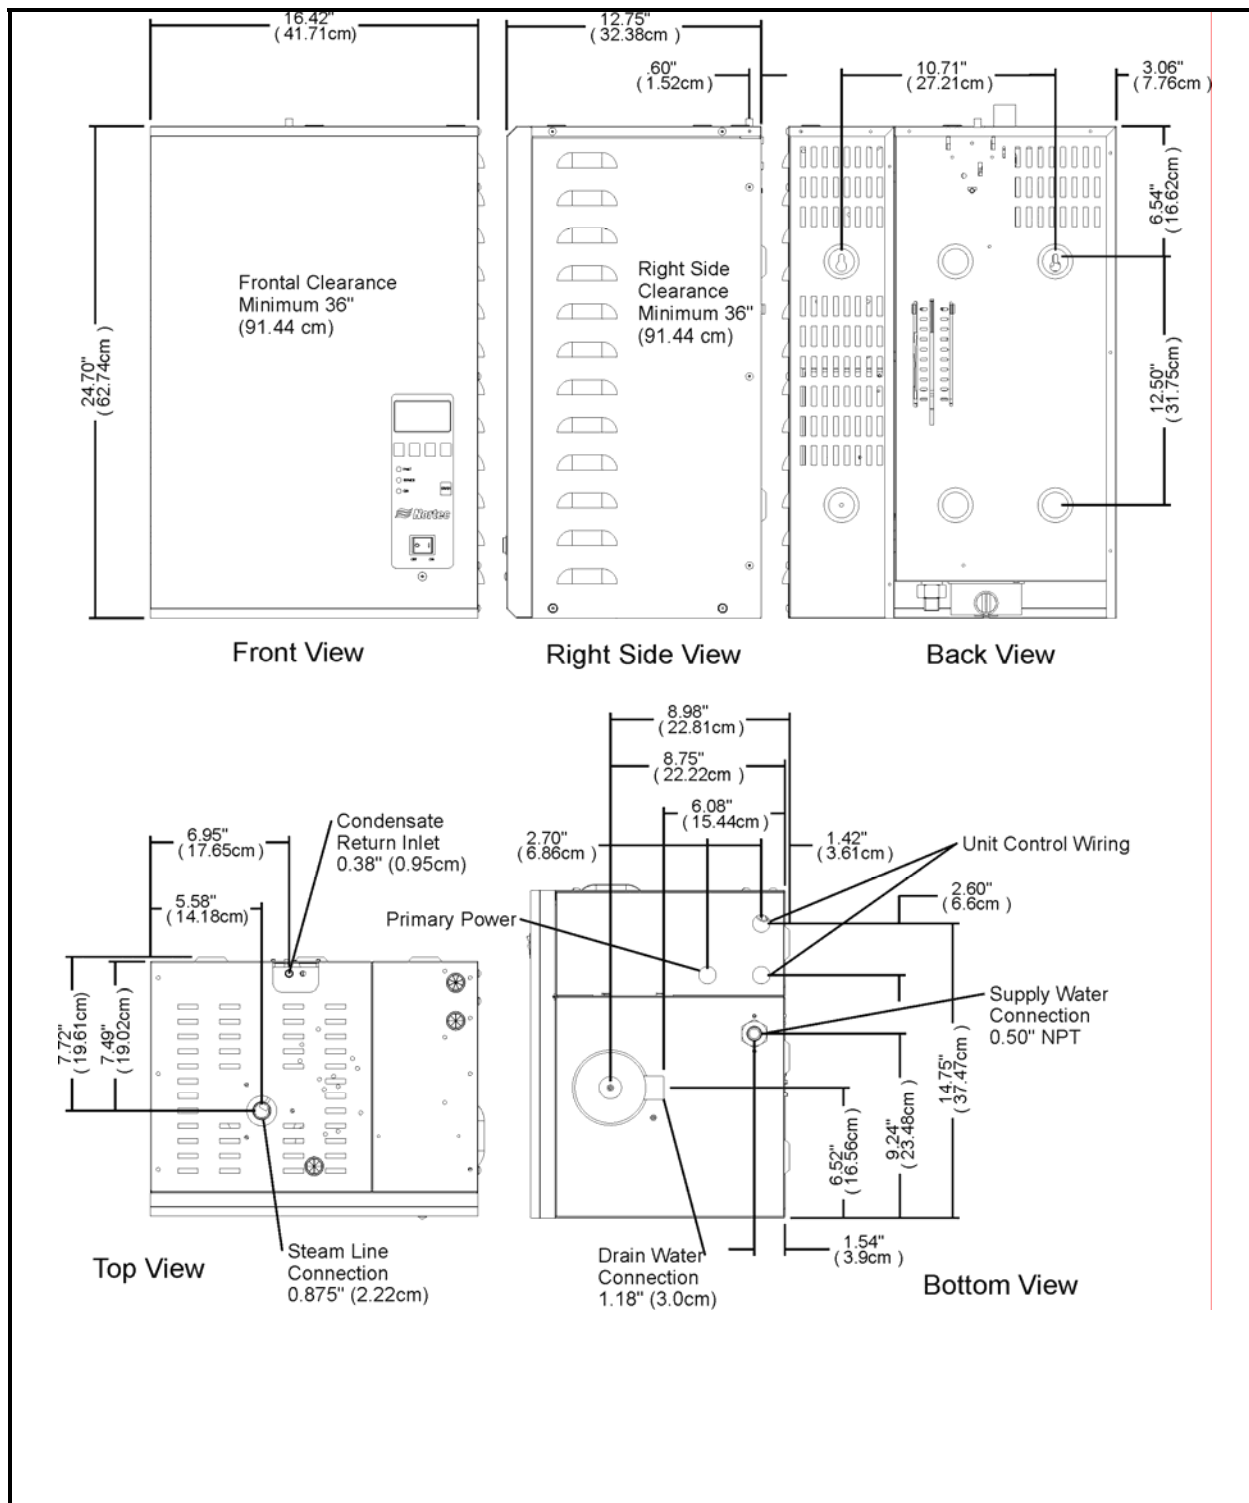 16.42"
(41.71cm)
12.75"
(32.38cm)
.60"
(1.52cm)
10.71"
(27.21cm)
3.06"
(7.76cm)
24.70"
(62.74cm)
Frontal Clearance
Minimum 36"
(91.44 cm)
Nortec
Right Side
Clearance
Minimum 36"
(91.44 cm)
6.54"
(16.62cm)
12.50"
(31.75cm)
Front View
Right Side View
Back View
8.98"
(22.81cm)
8.75"
(22.22cm)
6.08"
(15.44cm)
2.70"
(6.86cm)
1.42"
(3.61cm)
Unit Control Wiring
2.60"
(6.6cm)
6.95"
(17.65cm)
Condensate
Return Inlet
0.38" (0.95cm)
5.58"
(14.18cm)
Primary Power
Supply Water
Connection
0.50" NPT
7.72"
(19.61cm)
7.49"
(19.02cm)
14.75"
(37.47cm)
9.24"
(23.48cm)
6.52"
(16.56cm)
1.54"
(3.9cm)
Top View
Steam Line
Connection
0.875" (2.22cm)
Drain Water
Connection
1.18" (3.0cm)
Bottom View